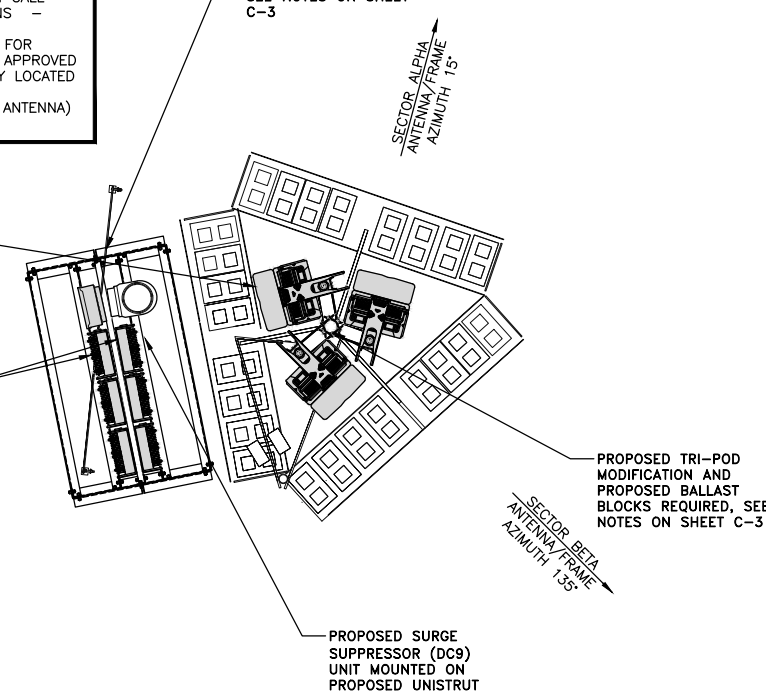 NS –
FOR
APPROVED
Y LOCATED
ANTENNA)
C-3
SECTOR ALPHA
ANTENNA/FRAME
AZIMUTH 15°
PROPOSED TRI-POD
MODIFICATION AND
PROPOSED BALLAST
BLOCKS REQUIRED, SEE
NOTES ON SHEET C-3
SECTOR BETA
ANTENNA/FRAME
AZIMUTH 135°
PROPOSED SURGE
SUPPRESSOR (DC9)
UNIT MOUNTED ON
PROPOSED UNISTRUT